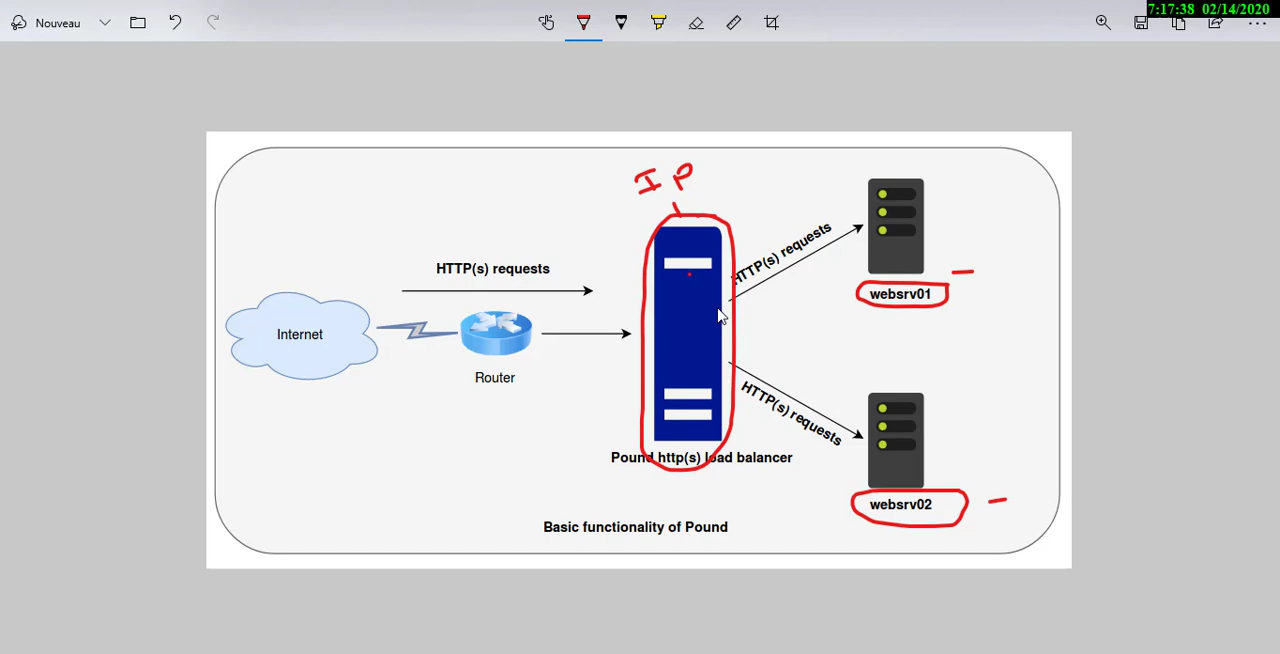 7:17:38 02/14/2020
Nouveau
I P
HTTP(s) requests
HTTP(s) requests
websrv01
Internet
Router
HTTP(s) requests
Pound http(s) load balancer
websrv02
Basic functionality of Pound